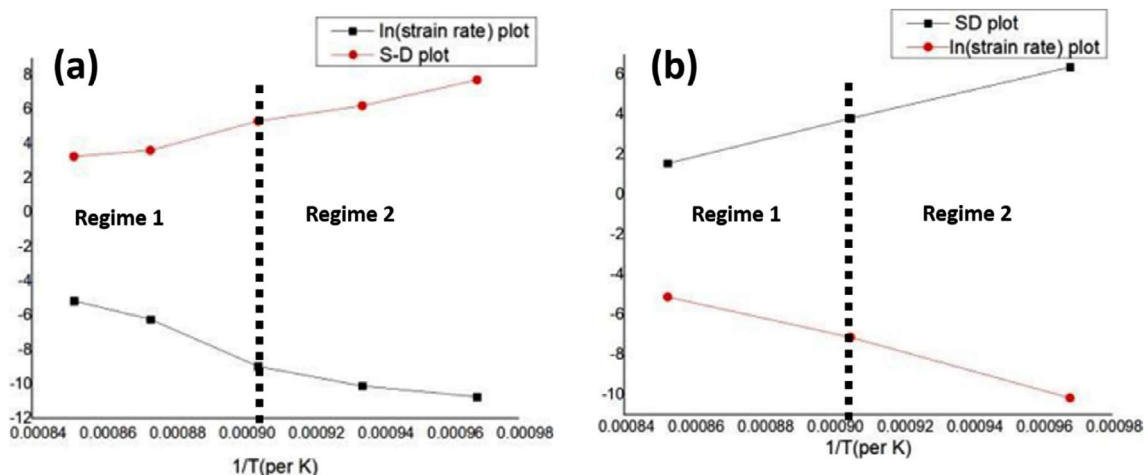 (a)
In(strain rate) plot
S-D plot
8
6
4
2
0
-2
-4
-6
-8
-10
-12
Regime 1
Regime 2
0.00084 0.00086 0.00088 0.00090 0.00092 0.00094 0.00096 0.00098
1/T(per K)
(b)
SD plot
In(strain rate) plot
6
4
2
0
-2
-4
-6
-8
-10
Regime 1
Regime 2
0.00084 0.00086 0.00088 0.00090 0.00092 0.00094 0.00096 0.00098
1/T(per K)